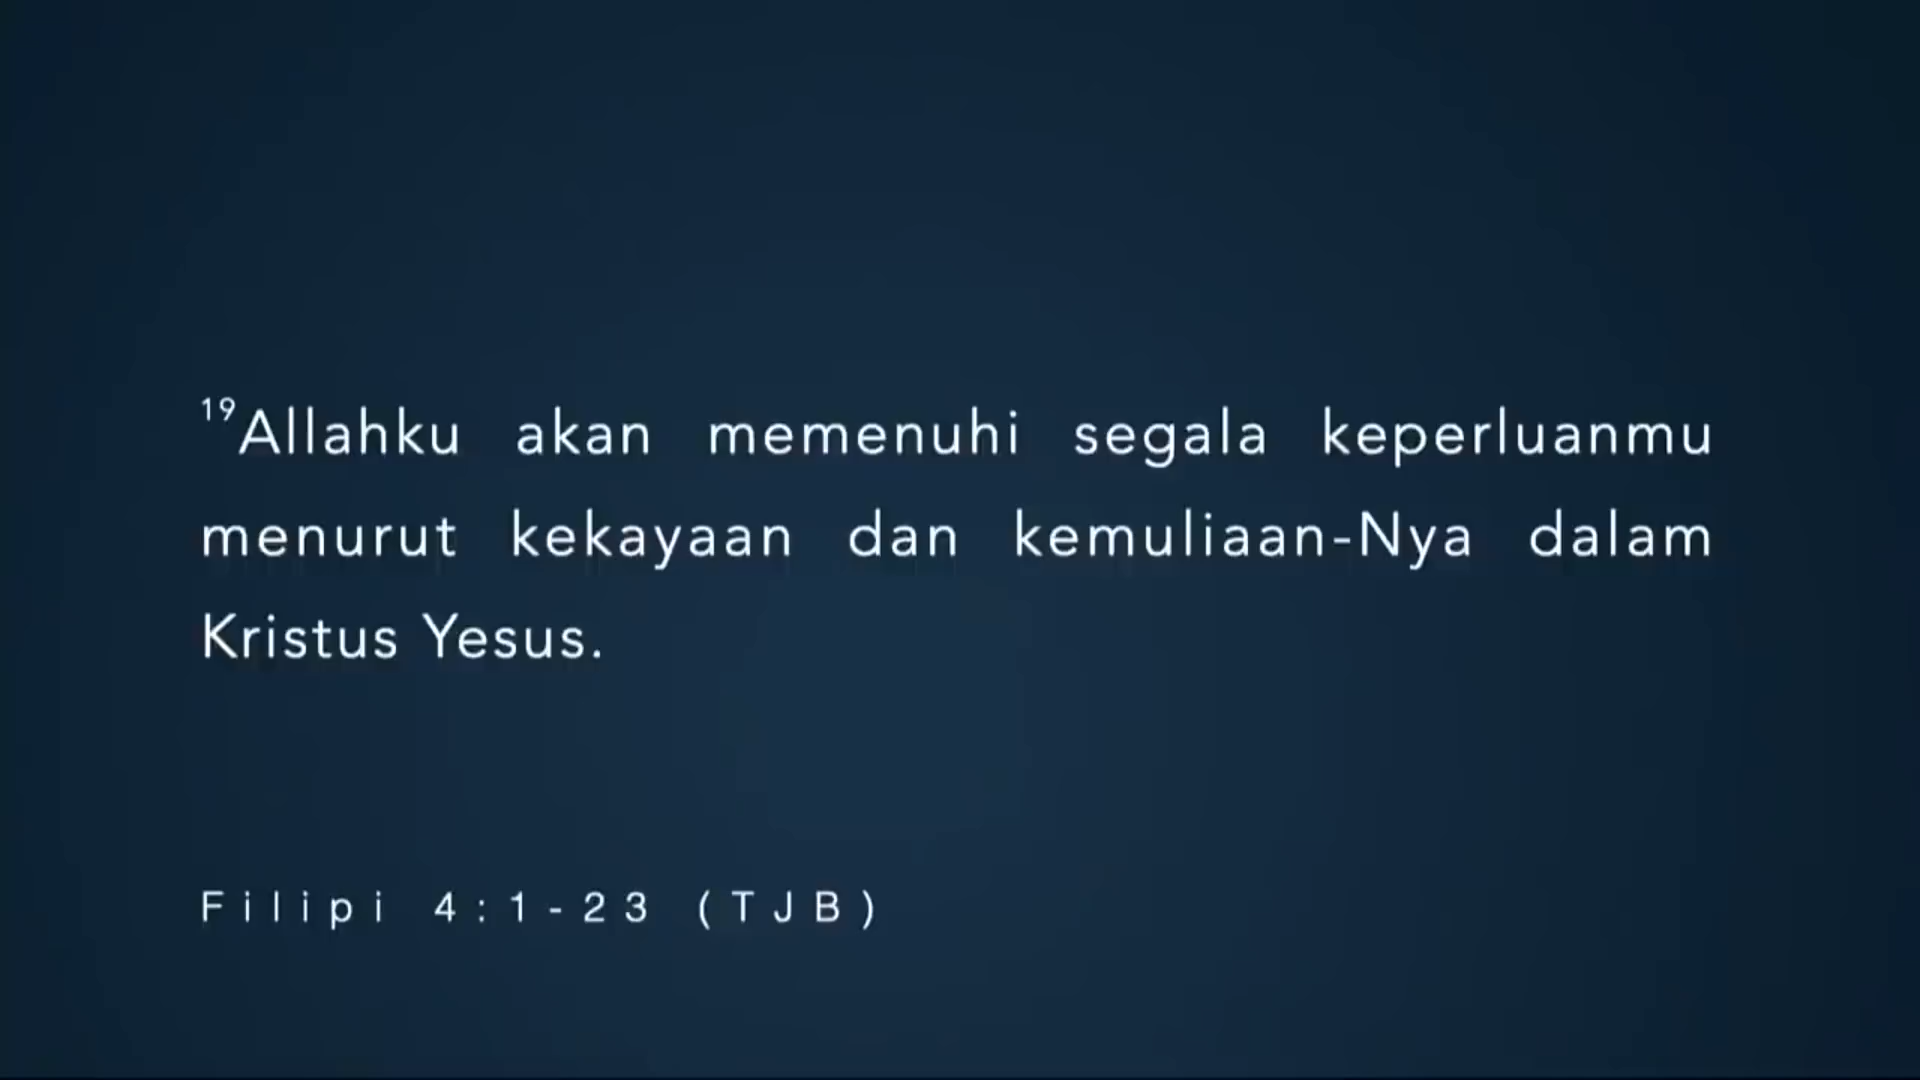 19Allahku akan memenuhi segala keperluanmu
menurut kekayaan dan kemuliaan-Nya dalam
Kristus Yesus.
Filipi 4:1-23 (TJB)